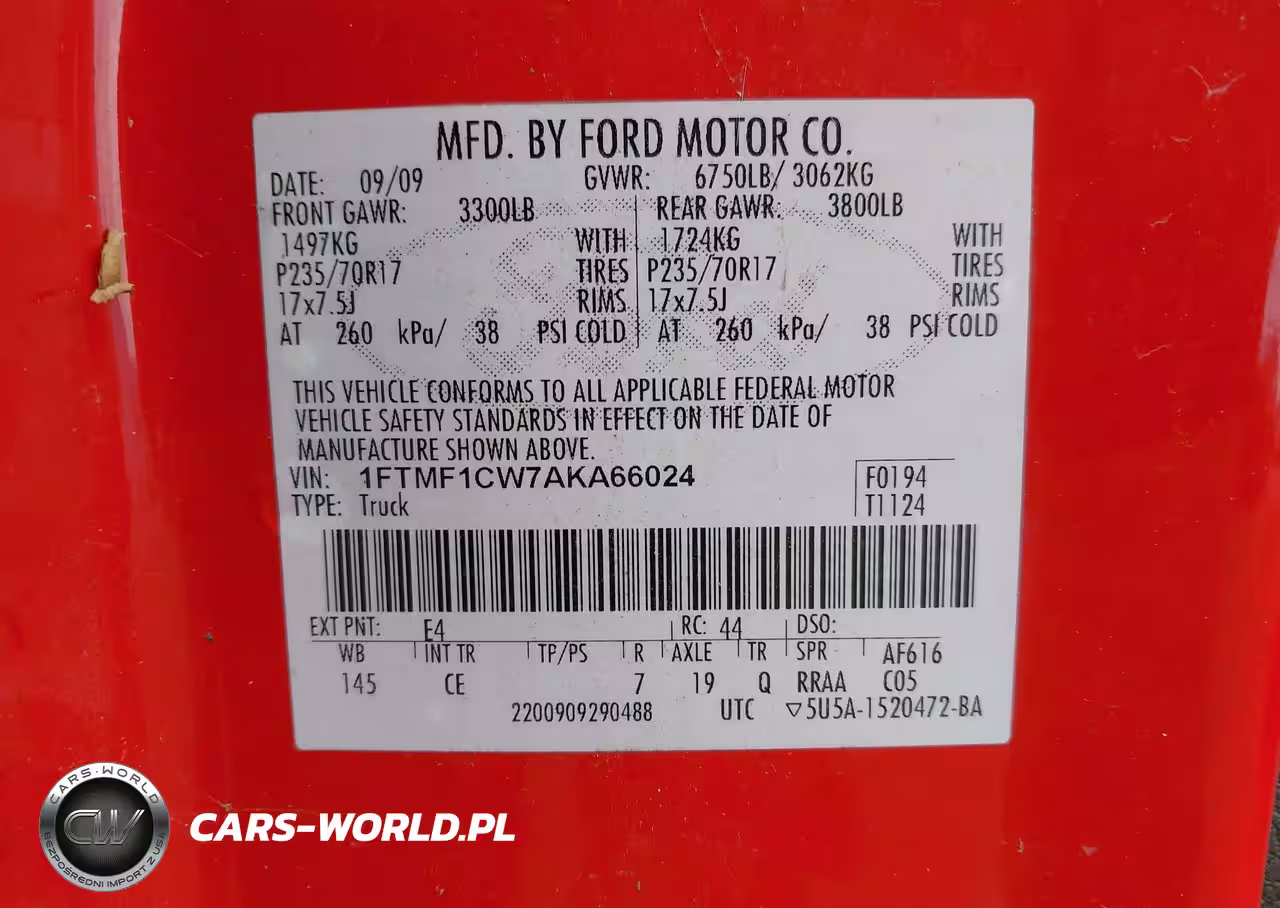 MFD. BY FORD MOTOR CO.
DATE: 09/09 GVWR: 6750LB/ 3062KG
FRONT GAWR: 3300LB REAR GAWR: 3800LB
1497KG WITH 1724KG WITH
P235/70R17 TIRES P235/70R17 TIRES
17x7.5J RIMS 17x7.5J RIMS
AT 260 kPa/ 38 PSI COLD AT 260 kPa/ 38 PSI COLD
THIS VEHICLE CONFORMS TO ALL APPLICABLE FEDERAL MOTOR
VEHICLE SAFETY STANDARDS IN EFFECT ON THE DATE OF
MANUFACTURE SHOWN ABOVE.
VIN: 1FTMF1CW7AKA66024 F0194
TYPE: Truck T1124
EXT PNT: E4 RC: 44 DSO:
WB INT TR TP/PS R AXLE TR SPR AF616
145 CE 7 19 Q RRAA C05
2200909290488 UTC ▽5U5A-1520472-BA
CARS-WORLD
CW
BEZPOŚREDNI IMPORT Z USA
CARS-WORLD.PL